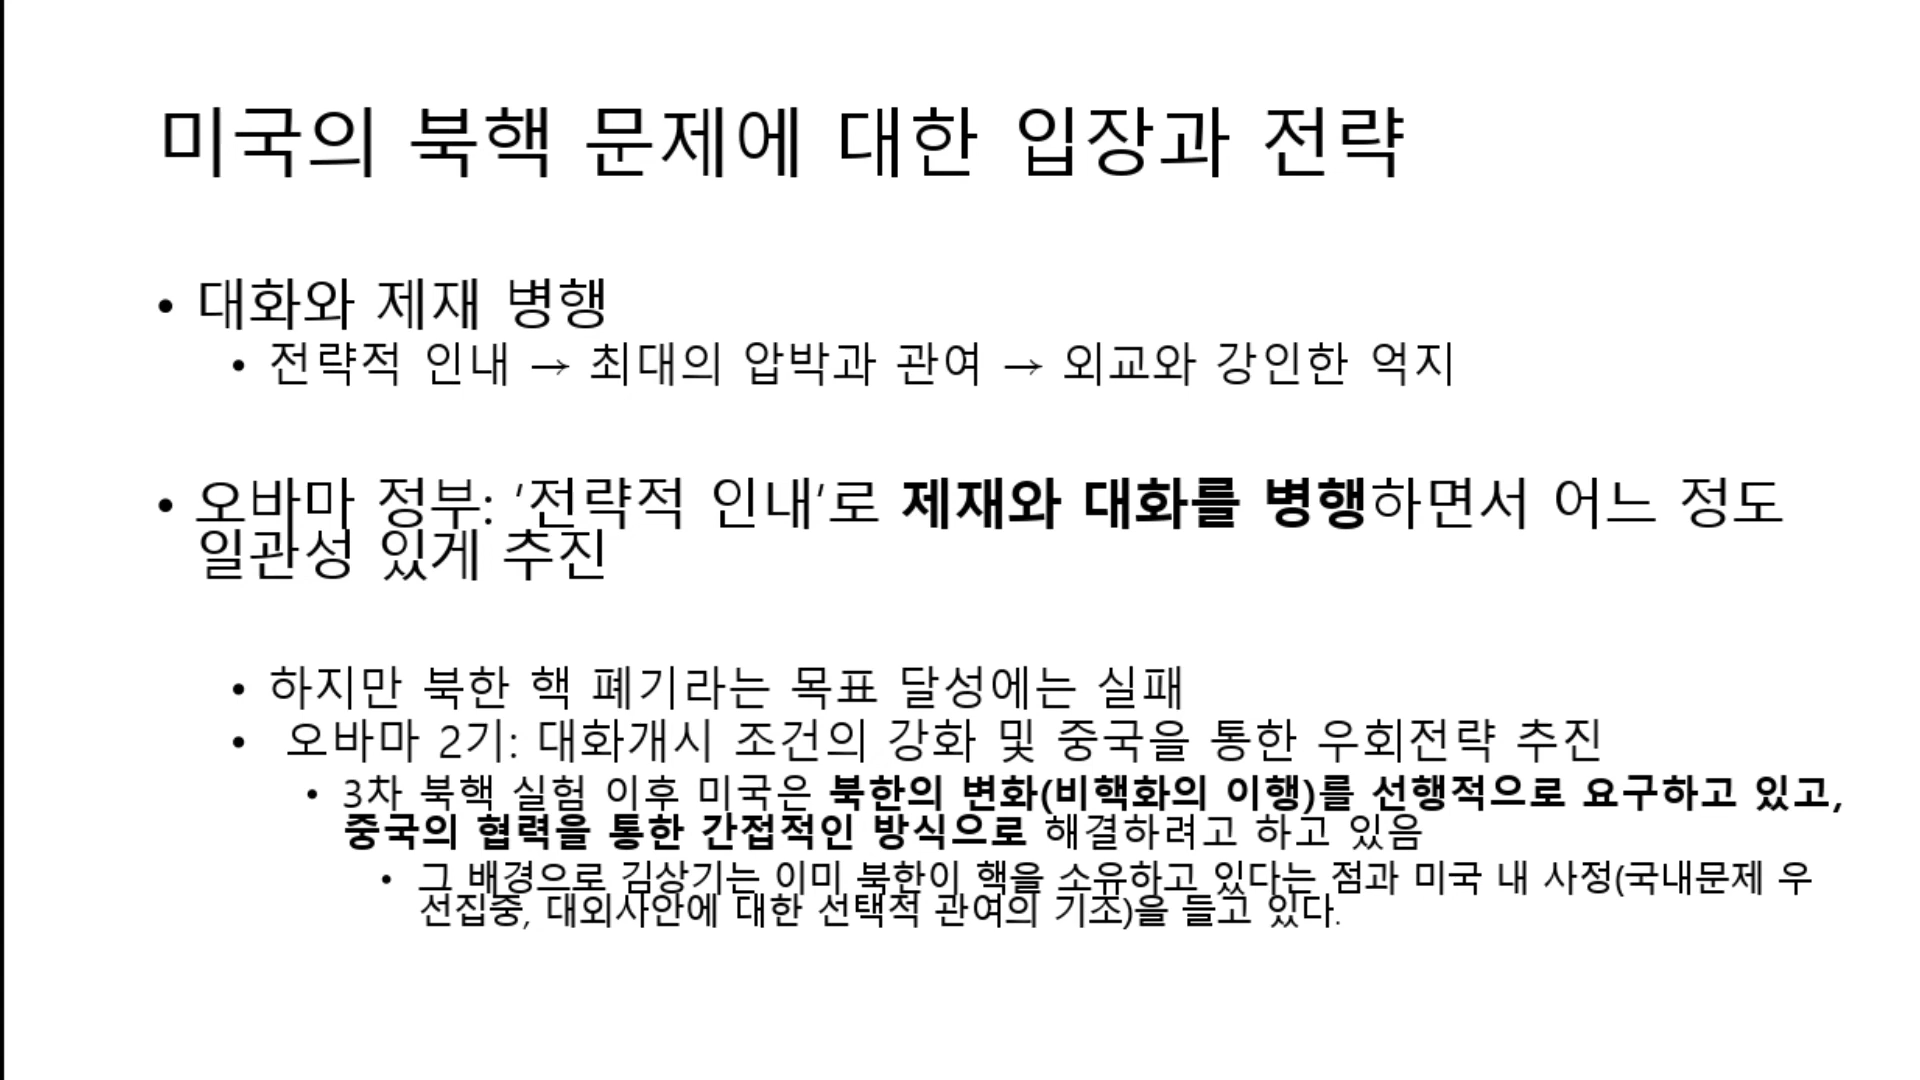 미국의 북핵 문제에 대한 입장과 전략
• 대화와 제재 병행
• 전략적 인내 → 최대의 압박과 관여 → 외교와 강인한 억지
• 오바마 정부: ‘전략적 인내’로 제재와 대화를 병행하면서 어느 정도
일관성 있게 추진
• 하지만 북한 핵 폐기라는 목표 달성에는 실패
• 오바마 2기: 대화개시 조건의 강화 및 중국을 통한 우회전략 추진
• 3차 북핵 실험 이후 미국은 북한의 변화(비핵화의 이행)를 선행적으로 요구하고 있고,
중국의 협력을 통한 간접적인 방식으로 해결하려고 하고 있음
• 그 배경으로 김상기는 이미 북한이 핵을 소유하고 있다는 점과 미국 내 사정(국내문제 우
선집중, 대외사안에 대한 선택적 관여의 기조)을 들고 있다.